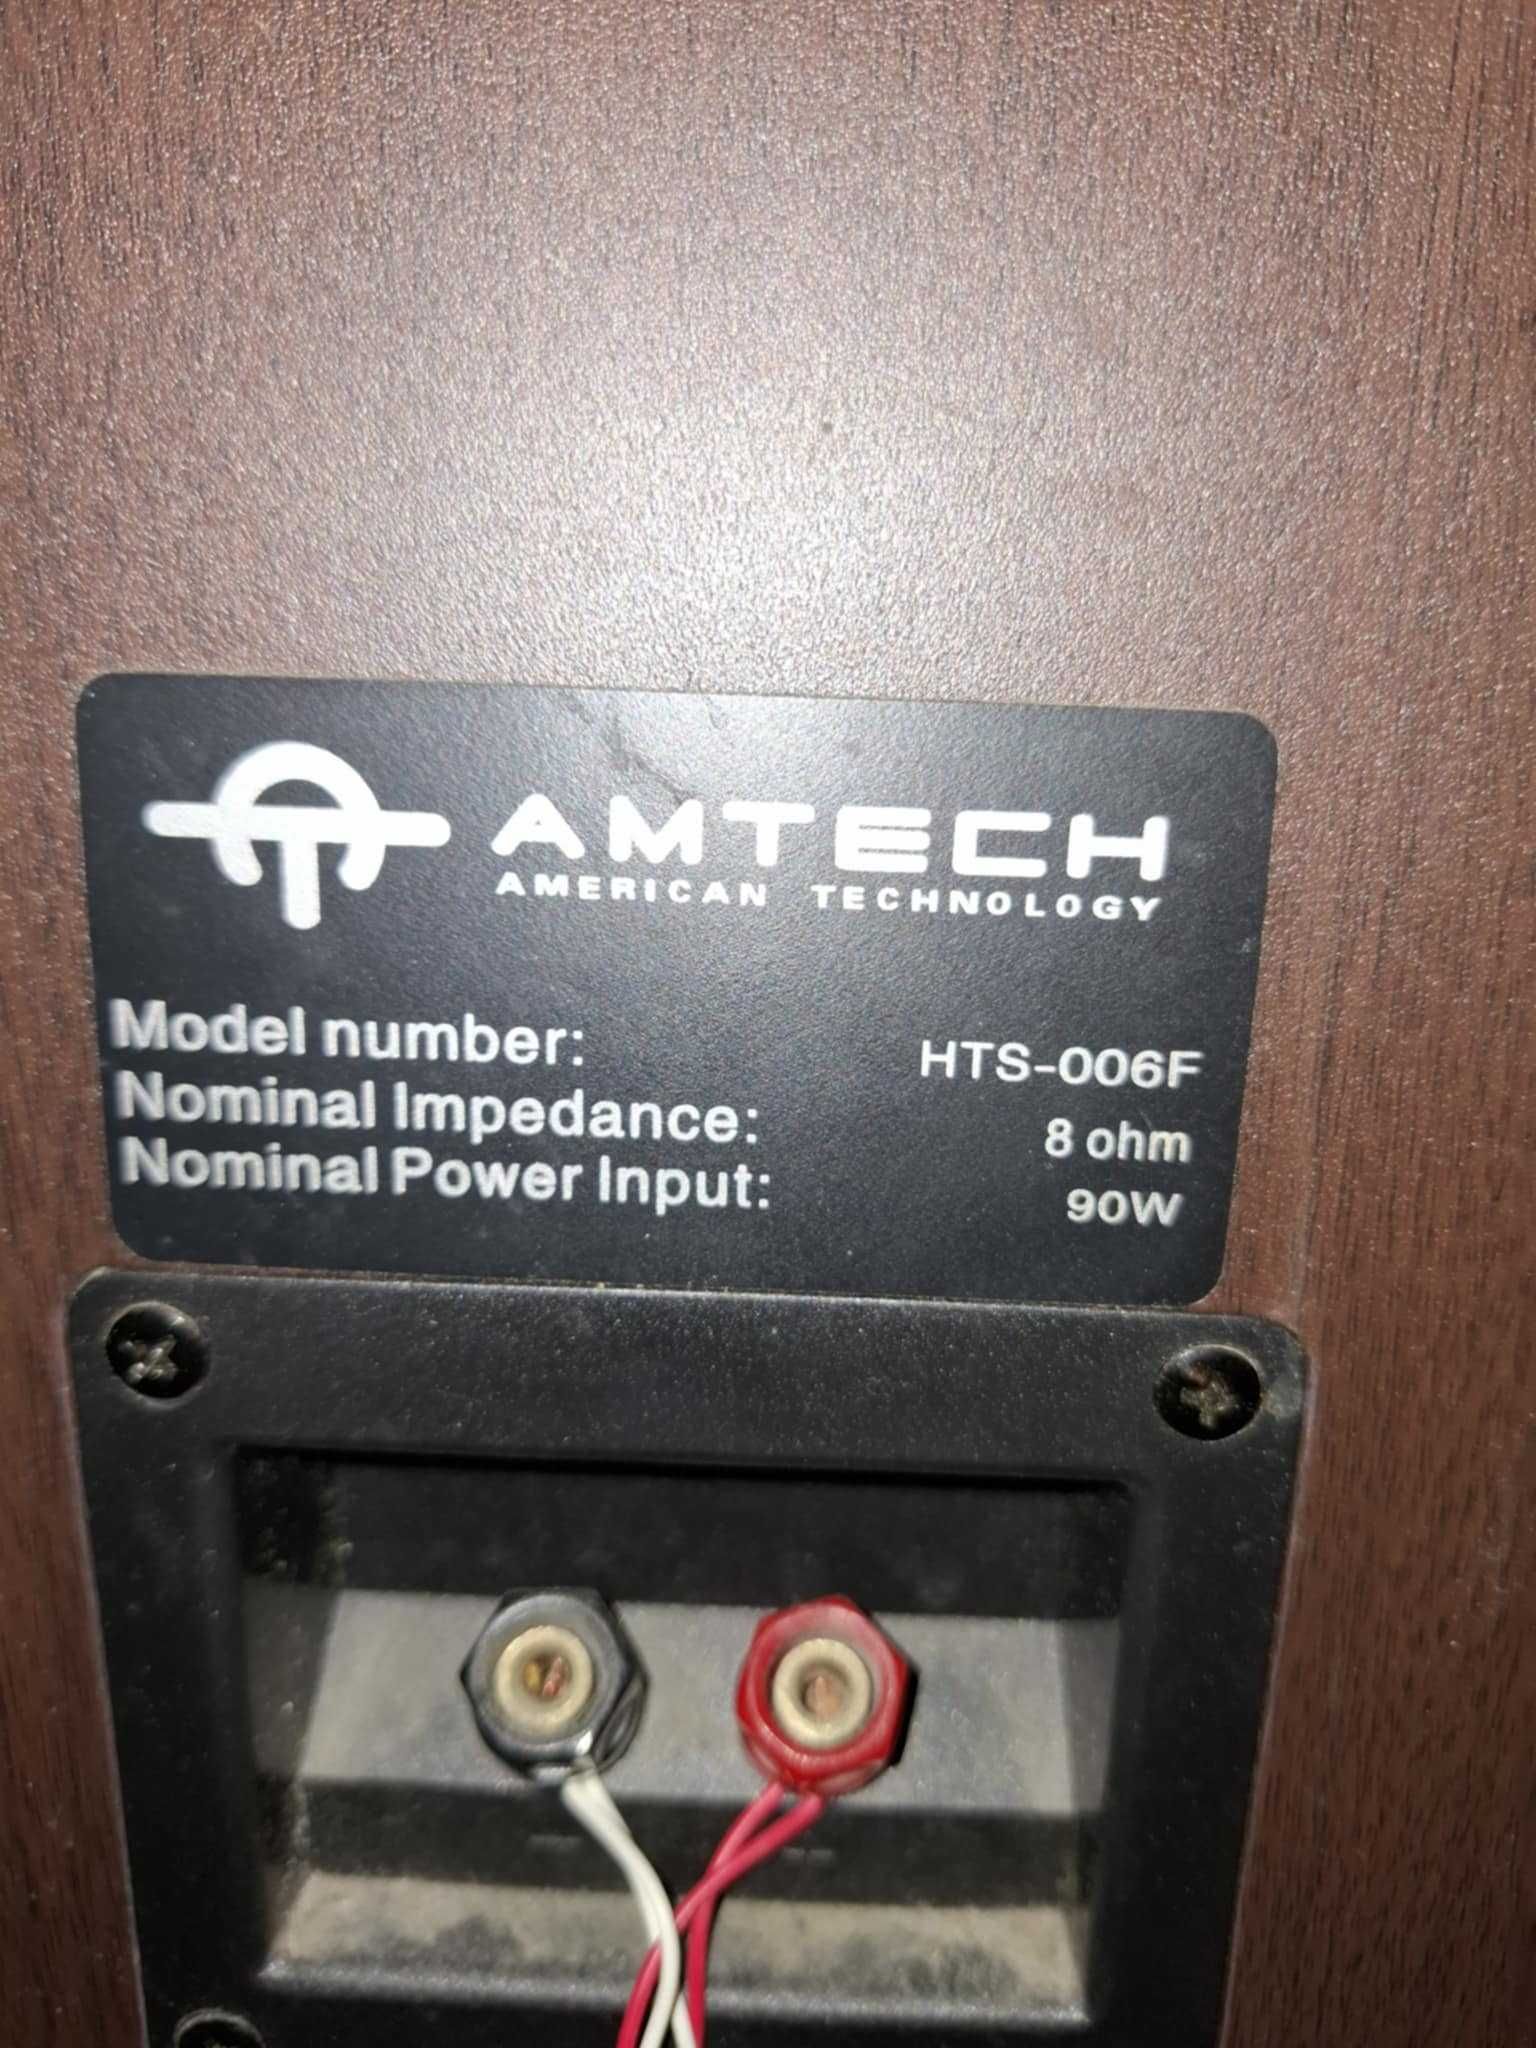 AMTECH
AMERICAN TECHNOLOGY
Model number: HTS-006F
Nominal Impedance: 8 ohm
Nominal Power Input: 90W